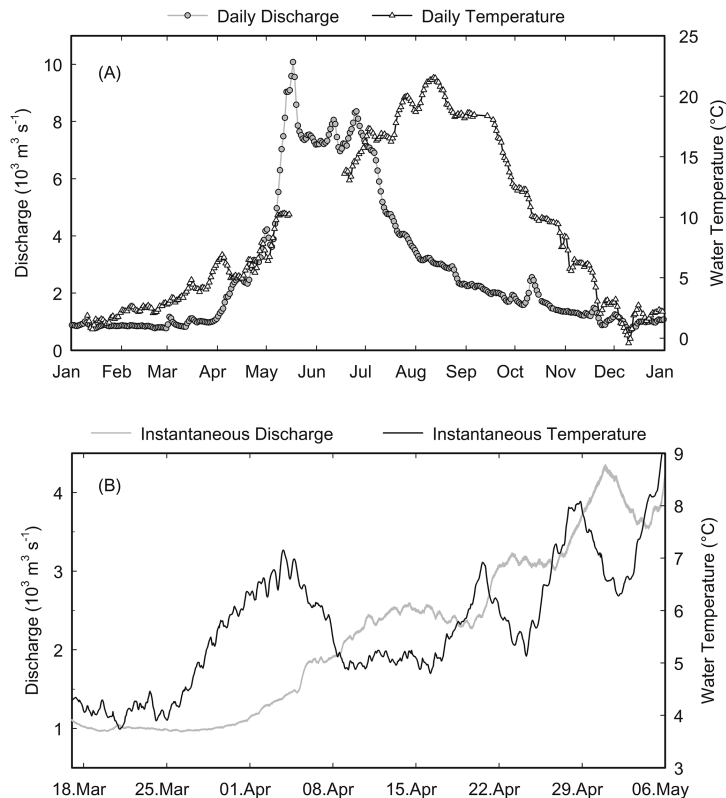 Daily Discharge Daily Temperature
(A)
Discharge (10³ m³ s⁻¹)
10
8
6
4
2
0
25
20
15
10
5
0
Water Temperature (°C)
Jan Feb Mar Apr May Jun Jul Aug Sep Oct Nov Dec Jan
Instantaneous Discharge Instantaneous Temperature
(B)
Discharge (10³ m³ s⁻¹)
4
3
2
1
9
8
7
6
5
4
3
Water Temperature (°C)
18.Mar 25.Mar 01.Apr 08.Apr 15.Apr 22.Apr 29.Apr 06.May